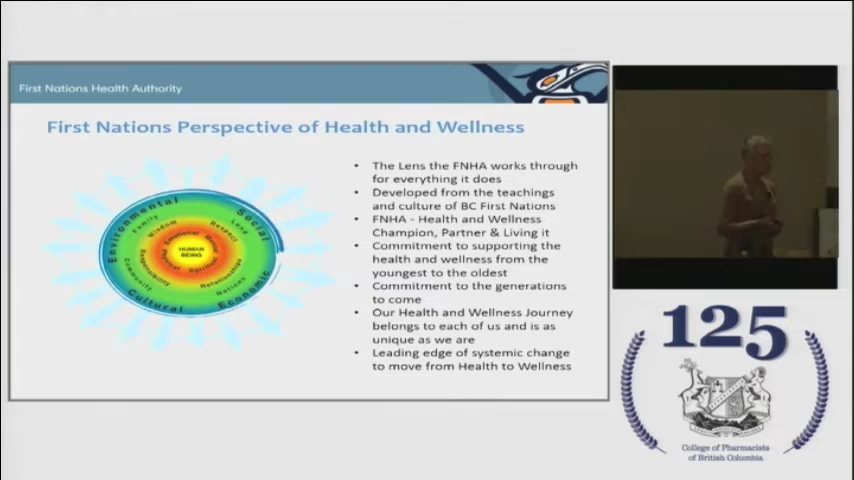 First Nations Health Authority
First Nations Perspective of Health and Wellness
• The Lens the FNHA works through
for everything it does
• Developed from the teachings
and culture of BC First Nations
• FNHA - Health and Wellness
Champion, Partner & Living it
• Commitment to supporting the
health and wellness from the
youngest to the oldest
• Commitment to the generations
to come
• Our Health and Wellness Journey
belongs to each of us and is as
unique as we are
• Leading edge of systemic change
to move from Health to Wellness
Environmental
Social
Economic
Cultural
Family
Land
Nations
Community
Wisdom
Respect
Relationships
Responsibility
Emotional
Mental
Spiritual
Physical
HUMAN
BEING
125
College of Pharmacists
of British Columbia